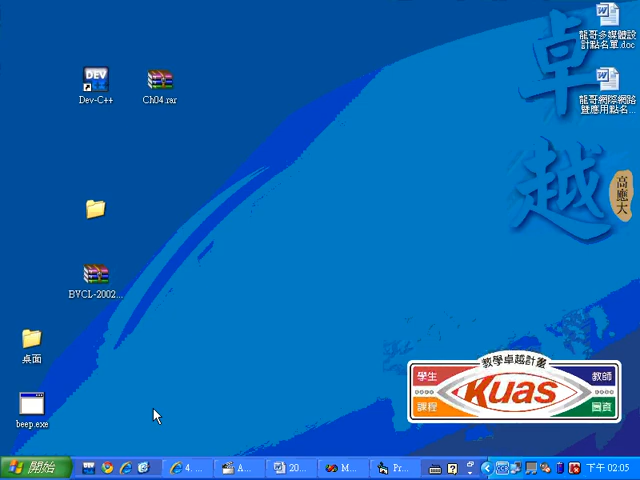 龍哥多媒體設
計點名單.doc
卓越
高應大
DEV
Dev-C++
Ch04.rar
龍哥網際網路
暨應用點名...
BVCL-2002...
桌面
beep.exe
教學卓越計畫
學生
教師
Kuas
課程
圖資
開始
4. ...
A...
20...
M...
Pr...
下午 02:05